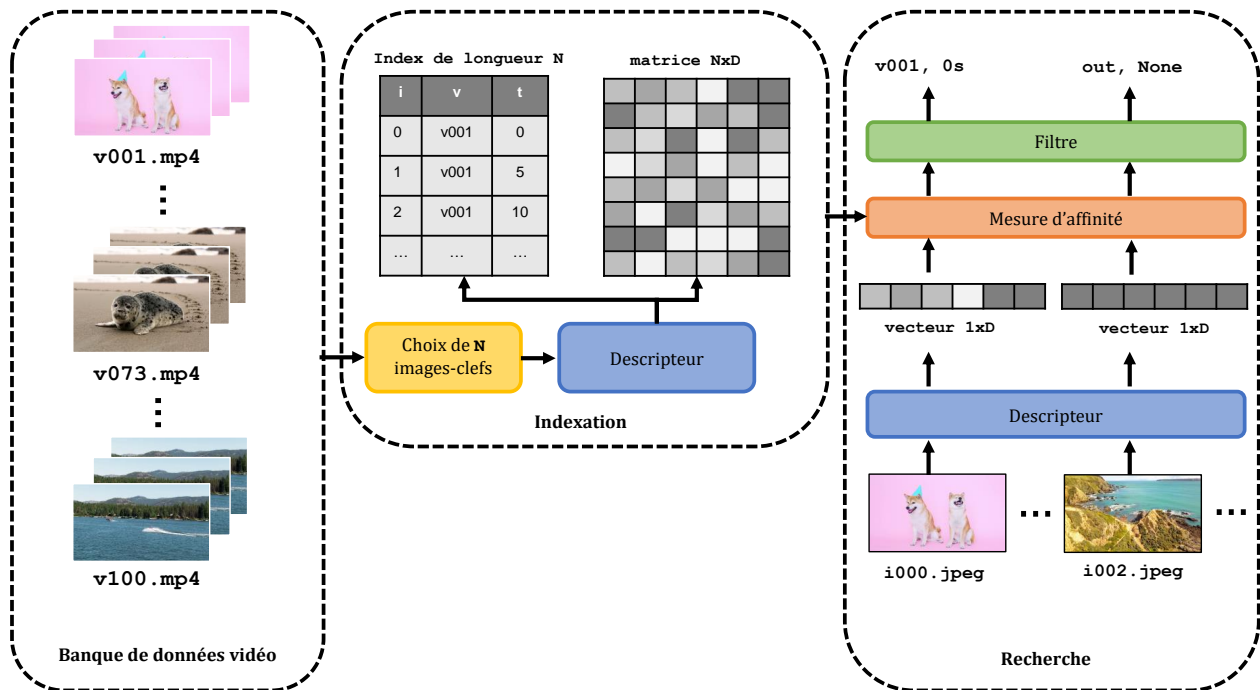 v001.mp4
v073.mp4
v100.mp4
Banque de données vidéo
Index de longueur N
matrice NxD
i v t
0 v001 0
1 v001 5
2 v001 10
... ... ...
Choix de N
images-clefs
Descripteur
Indexation
v001, 0s
out, None
Filtre
Mesure d'affinité
vecteur 1xD
vecteur 1xD
Descripteur
i000.jpeg
i002.jpeg
Recherche